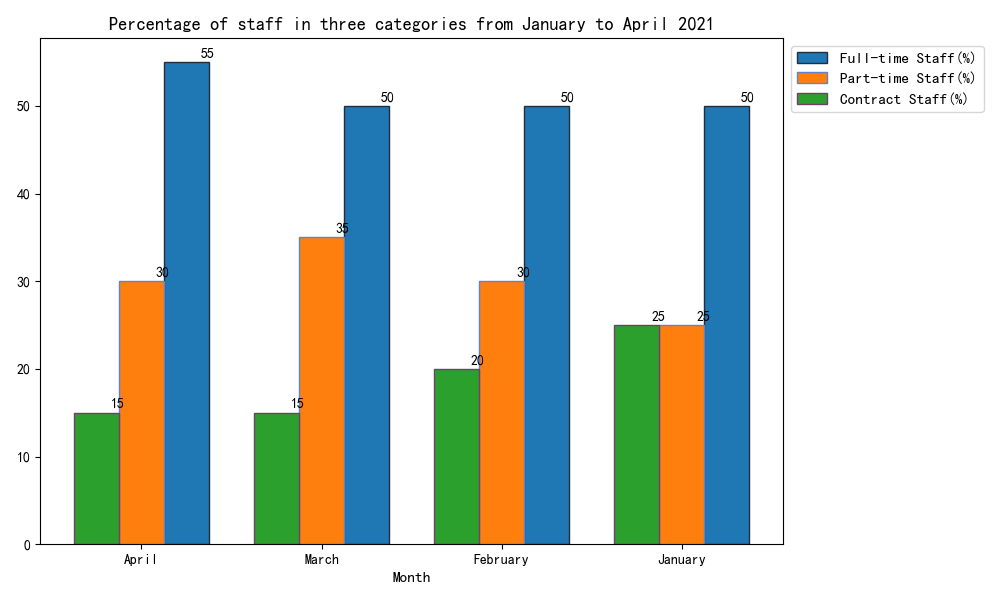 Percentage of staff in three categories from January to April 2021
Full-time Staff(%)
Part-time Staff(%)
Contract Staff(%)
55
50
50
50
35
30
30
25
25
20
15
15
50
40
30
20
10
0
April
March
February
January
Month